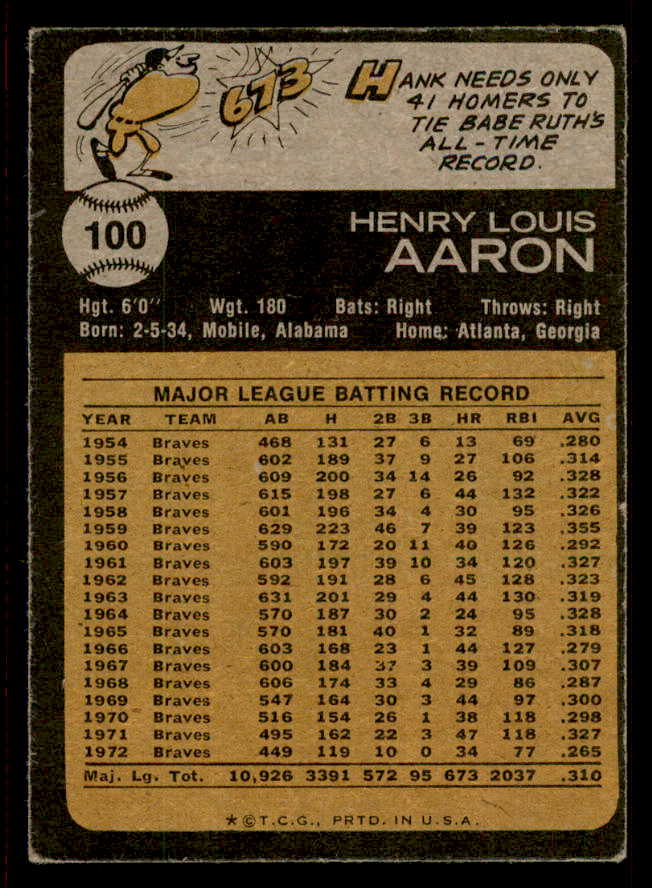 673
HANK NEEDS ONLY
41 HOMERS TO
TIE BABE RUTH'S
ALL-TIME
RECORD.
100
HENRY LOUIS
AARON
Hgt. 6'0" Wgt. 180 Bats: Right Throws: Right
Born: 2-5-34, Mobile, Alabama Home: Atlanta, Georgia
MAJOR LEAGUE BATTING RECORD
YEAR TEAM AB H 2B 3B HR RBI AVG
1954 Braves 468 131 27 6 13 69 .280
1955 Braves 602 189 37 9 27 106 .314
1956 Braves 609 200 34 14 26 92 .328
1957 Braves 615 198 27 6 44 132 .322
1958 Braves 601 196 34 4 30 95 .326
1959 Braves 629 223 46 7 39 123 .355
1960 Braves 590 172 20 11 40 126 .292
1961 Braves 603 197 39 10 34 120 .327
1962 Braves 592 191 28 6 45 128 .323
1963 Braves 631 201 29 4 44 130 .319
1964 Braves 570 187 30 2 24 95 .328
1965 Braves 570 181 40 1 32 89 .318
1966 Braves 603 168 23 1 44 127 .279
1967 Braves 600 184 37 3 39 109 .307
1968 Braves 606 174 33 4 29 86 .287
1969 Braves 547 164 30 3 44 97 .300
1970 Braves 516 154 26 1 38 118 .298
1971 Braves 495 162 22 3 47 118 .327
1972 Braves 449 119 10 0 34 77 .265
Maj. Lg. Tot. 10,926 3391 572 95 673 2037 .310
*©T.C.G., PRTD. IN U.S.A.